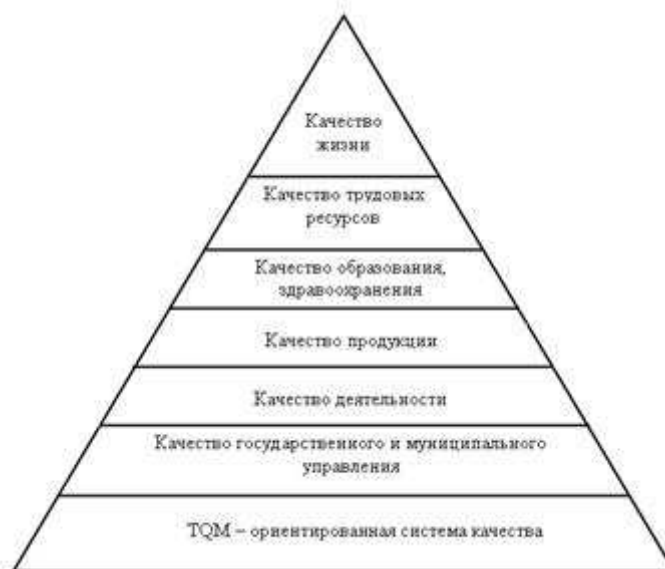 Качество
жизни
Качество трудовых
ресурсов
Качество образования,
здравоохранения
Качество продукции
Качество деятельности
Качество государственного и муниципального
управления
TQM – ориентированная система качества